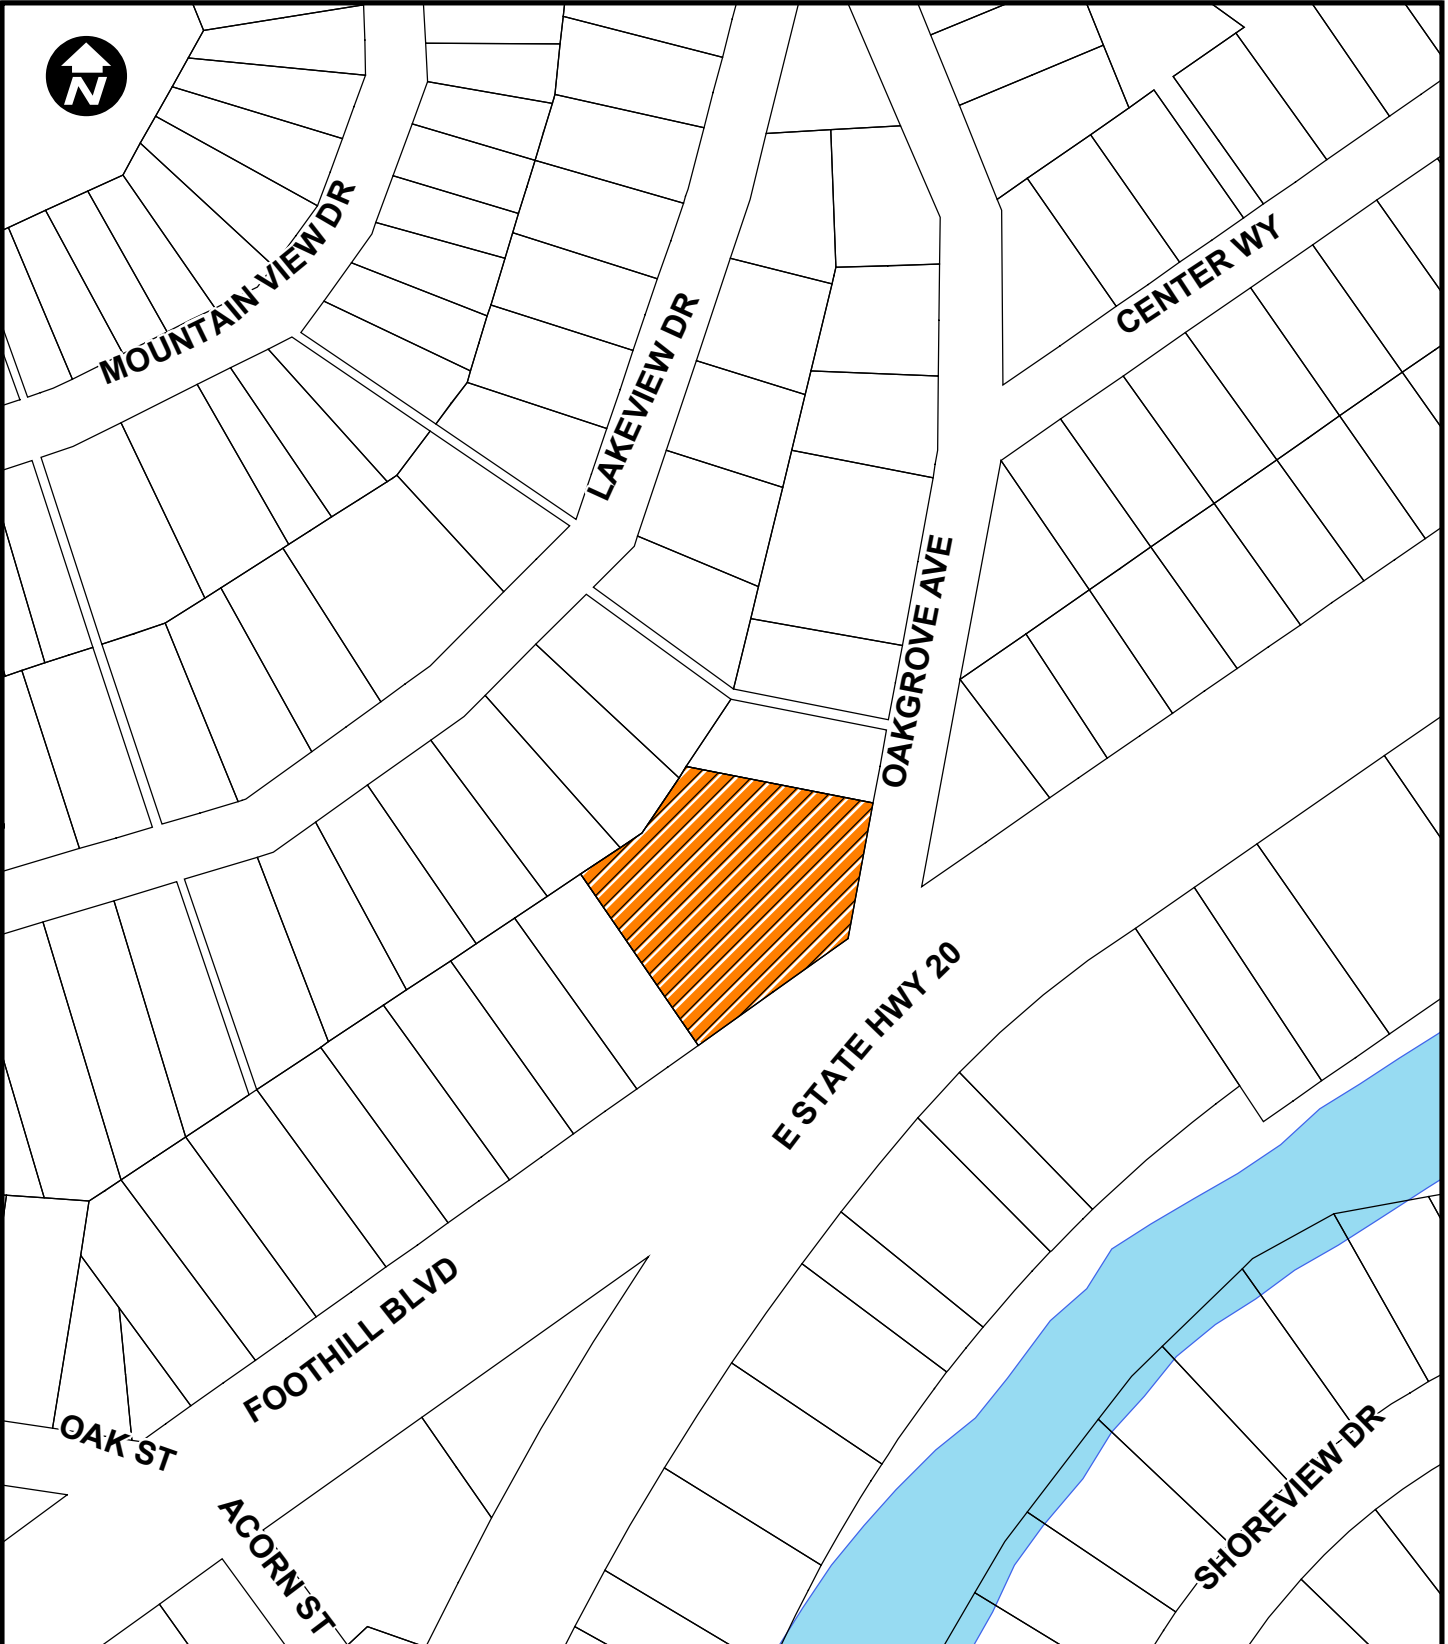 N
MOUNTAIN VIEW DR
CENTER WY
LAKEVIEW DR
OAKGROVE AVE
E STATE HWY 20
FOOTHILL BLVD
OAK ST
SHOREVIEW DR
ACORN ST